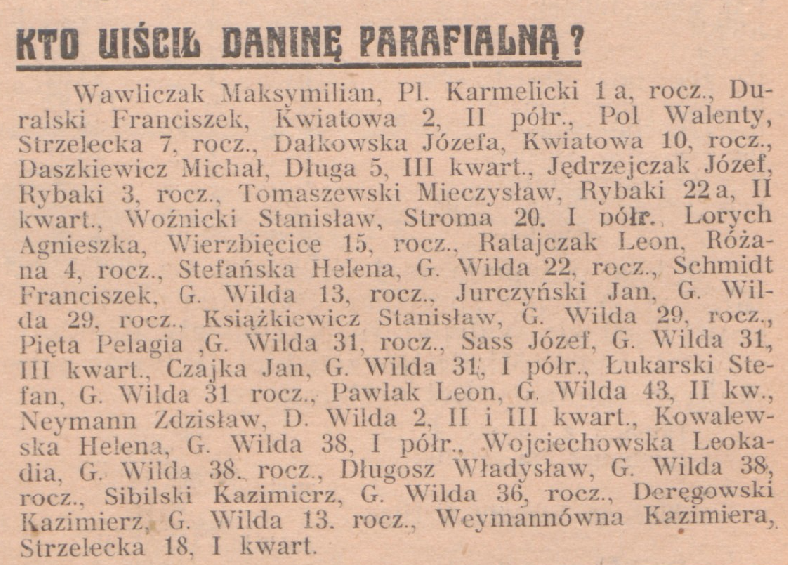 KTO UIŚCIŁ DANINĘ PARAFIALNĄ?
Wawliczak Maksymilian, Pl. Karmelicki 1a, rocz., Du-
ralski Franciszek, Kwiatowa 2, II półr., Pol Walenty,
Strzelecka 7, rocz., Dałkowska Józefa, Kwiatowa 10, rocz.,
Daszkiewicz Michał, Długa 5, III kwart., Jędrzejczak Józef,
Rybaki 3, rocz., Tomaszewski Mieczysław, Rybaki 22a, II
kwart., Woźnicki Stanisław, Stroma 20. I półr. Lorych
Agnieszka, Wierzbięcice 15, rocz., Ratajczak Leon, Róża-
na 4, rocz., Stefańska Helena, G. Wilda 22, rocz., Schmidt
Franciszek, G. Wilda 13, rocz., Jurczyński Jan, G. Wil-
da 29, rocz., Książkiewicz Stanisław, G. Wilda 29, rocz.,
Pięta Pelagia ,G. Wilda 31, rocz., Sass Józef, G. Wilda 31,
III kwart., Czajka Jan, G. Wilda 31, I półr., Łukarski Ste-
fan, G. Wilda 31 rocz., Pawlak Leon, G. Wilda 43, II kw.,
Neymann Zdzisław, D. Wilda 2, II i III kwart., Kowalew-
ska Helena, G. Wilda 38, I półr., Wojciechowska Leoka-
dia, G. Wilda 38. rocz., Długosz Władysław, G. Wilda 38,
rocz., Sibilski Kazimierz, G. Wilda 36, rocz., Deręgowski
Kazimierz, G. Wilda 13. rocz., Weymannówna Kazimiera,
Strzelecka 18, I kwart.